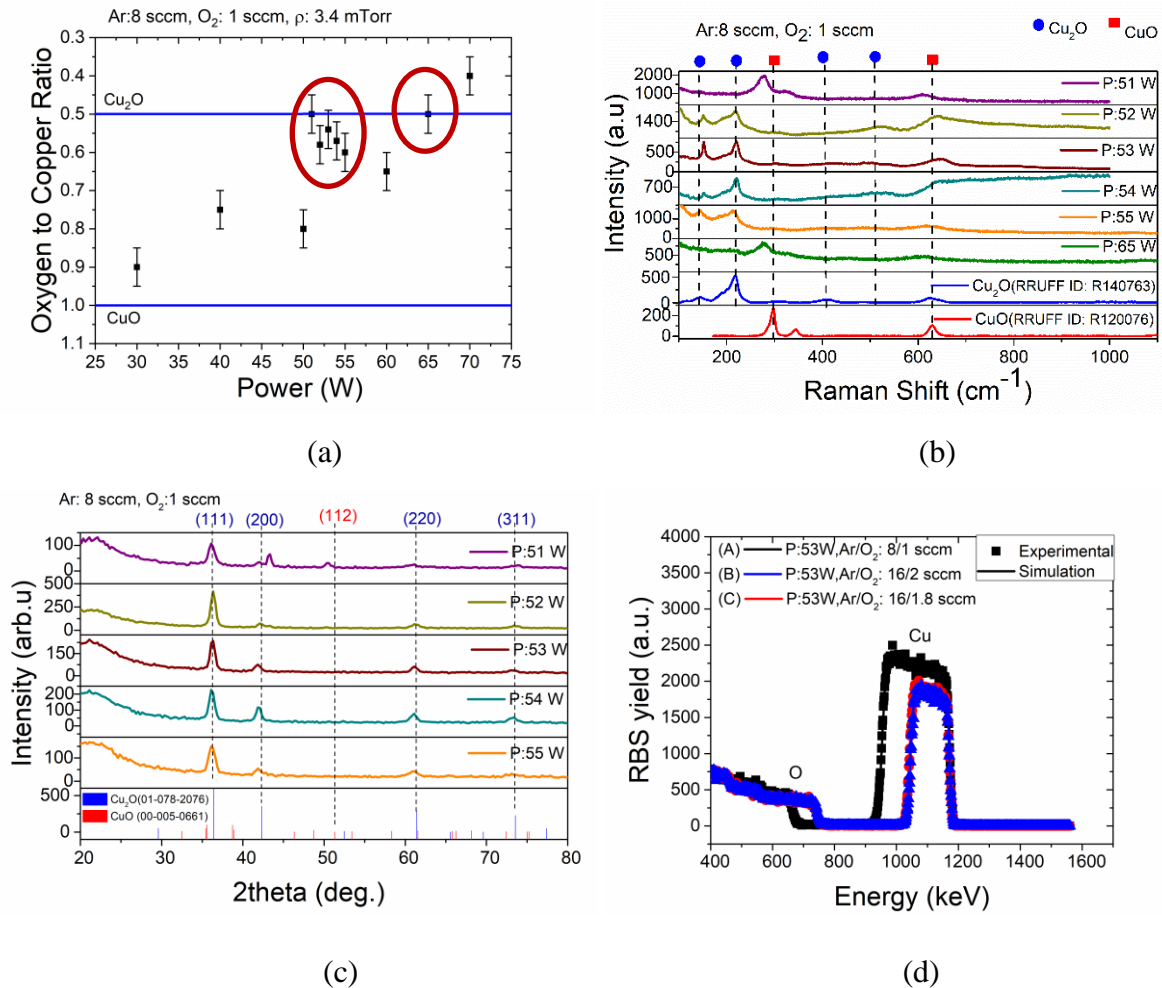 Ar:8 sccm, O₂: 1 sccm, ρ: 3.4 mTorr
0.3
0.4
Cu₂O
0.5
0.6
0.7
0.8
0.9
1.0
CuO
1.1
25 30 35 40 45 50 55 60 65 70 75
Oxygen to Copper Ratio
Power (W)
(a)
Cu₂O
CuO
Ar:8 sccm, O₂: 1 sccm
2000
1000
P:51 W
1400
P:52 W
500
0
P:53 W
700
P:54 W
1000
500
P:55 W
500
P:65 W
500
0
Cu₂O(RRUFF ID: R140763)
200
0
CuO(RRUFF ID: R120076)
200 400 600 800 1000
Intensity (a.u)
Raman Shift (cm⁻¹)
(b)
Ar: 8 sccm, O₂:1 sccm
(111) (200) (112) (220) (311)
100
0
P:51 W
500
250
0
P:52 W
150
0
P:53 W
200
100
0
P:54 W
100
0
P:55 W
500
0
Cu₂O(01-078-2076)
CuO (00-005-0661)
20 30 40 50 60 70 80
Intensity (arb.u)
2theta (deg.)
(c)
4000
3500
3000
2500
2000
1500
1000
500
0
(A) P:53W,Ar/O₂: 8/1 sccm
(B) P:53W,Ar/O₂: 16/2 sccm
(C) P:53W,Ar/O₂: 16/1.8 sccm
Experimental
Simulation
Cu
O
400 600 800 1000 1200 1400 1600
RBS yield (a.u.)
Energy (keV)
(d)